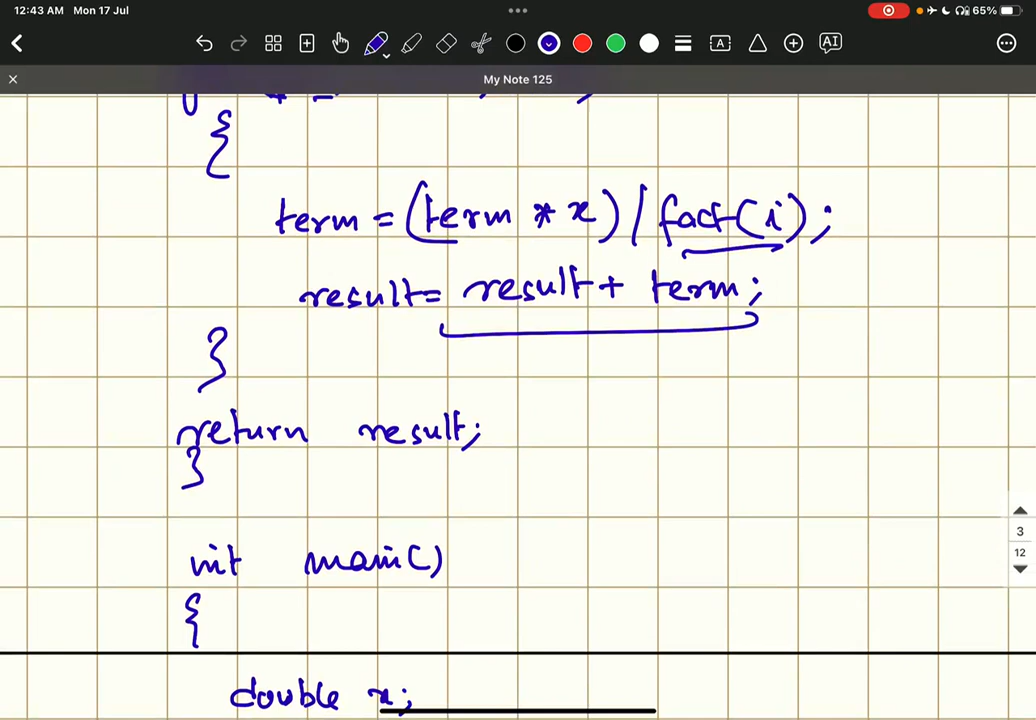 12:43 AM Mon 17 Jul
65%
A
AI
My Note 125
{
term = (term * x) / fact(i);
result = result + term;
}
return result;
}
3
12
int main()
{
double x;